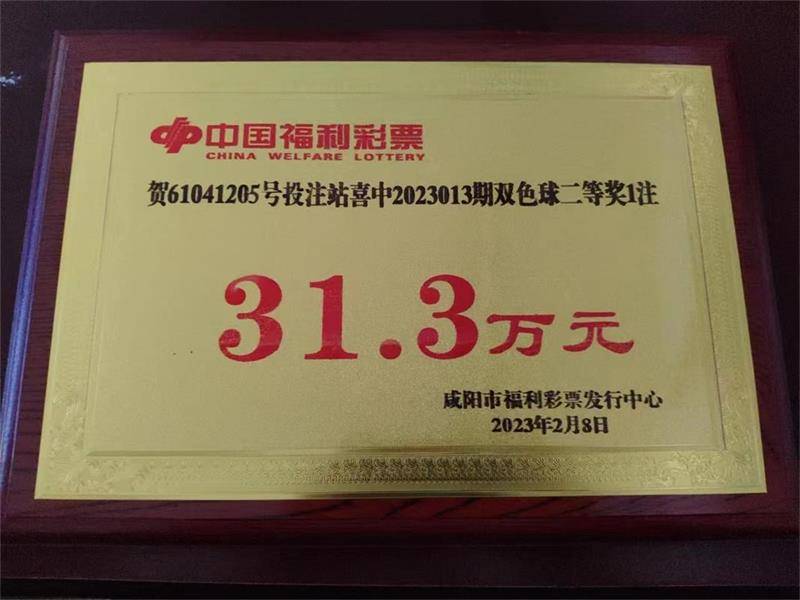 中国福利彩票
CHINA WELFARE LOTTERY
贺61041205号投注站喜中2023013期双色球二等奖1注
31.3万元
咸阳市福利彩票发行中心
2023年2月8日